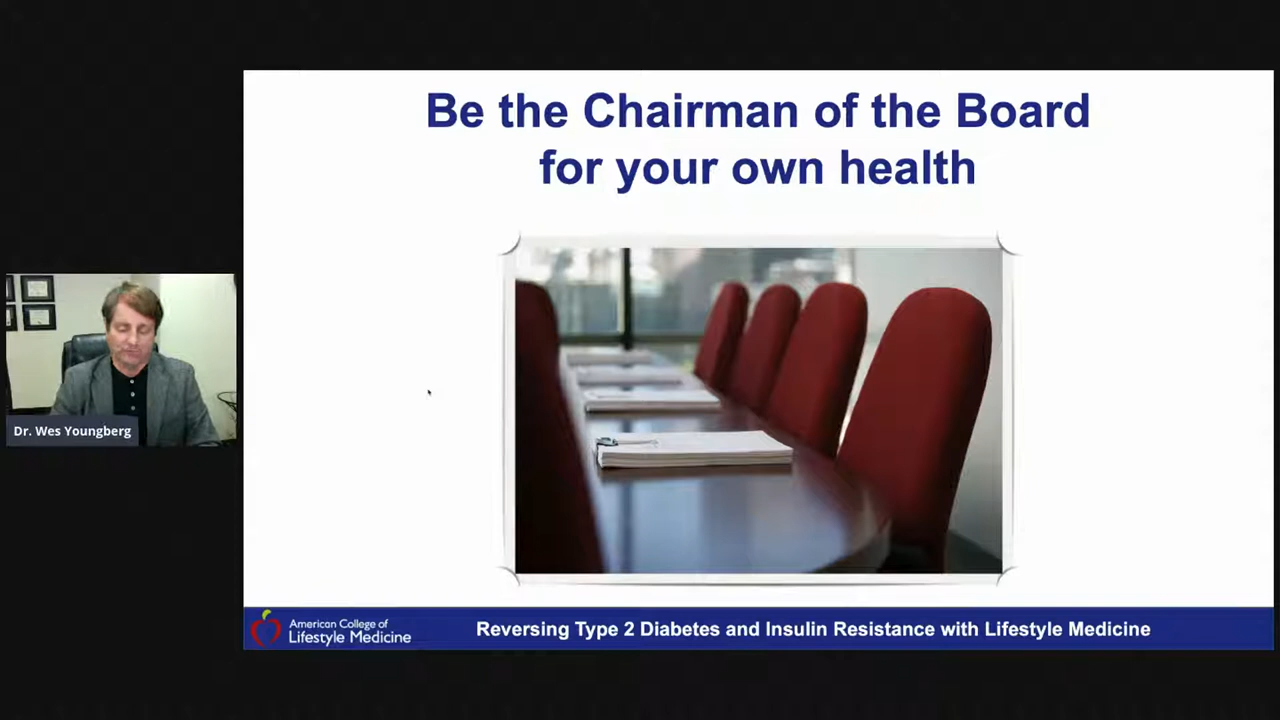 Be the Chairman of the Board
for your own health
Dr. Wes Youngberg
American College of
Lifestyle Medicine
Reversing Type 2 Diabetes and Insulin Resistance with Lifestyle Medicine